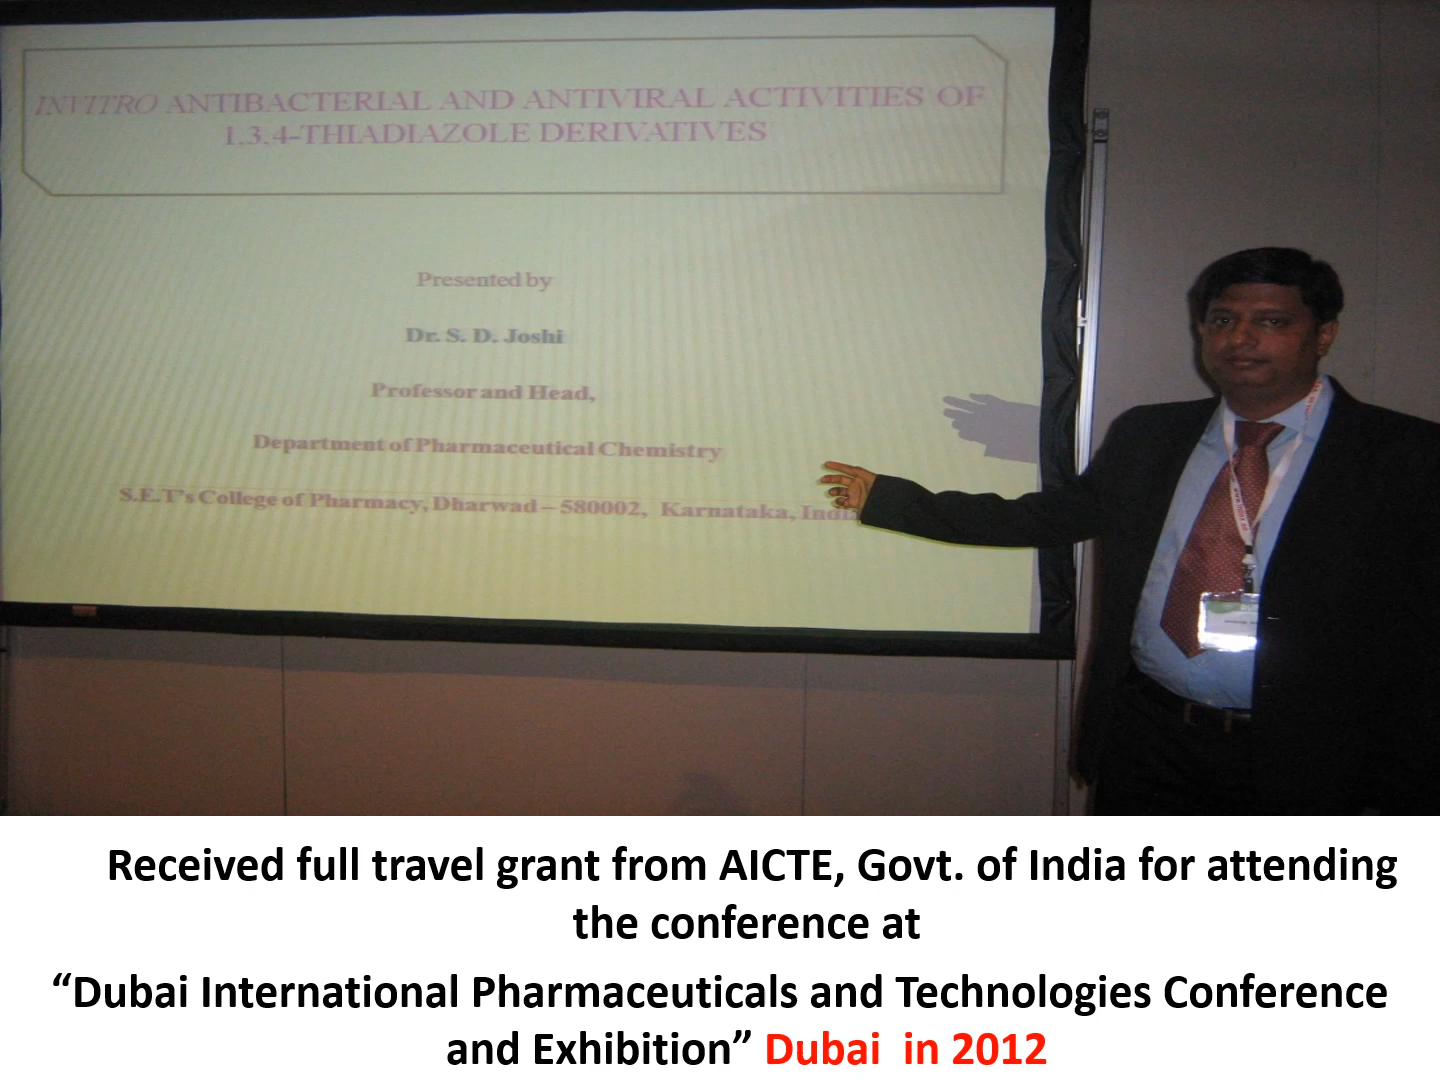 INVITRO ANTIBACTERIAL AND ANTIVIRAL ACTIVITIES OF
1,3,4-THIADIAZOLE DERIVATIVES
Presented by
Dr. S. D. Joshi
Professor and Head,
Department of Pharmaceutical Chemistry
S.E.T's College of Pharmacy, Dharwad – 580002, Karnataka, India
Received full travel grant from AICTE, Govt. of India for attending
the conference at
“Dubai International Pharmaceuticals and Technologies Conference
and Exhibition” Dubai in 2012